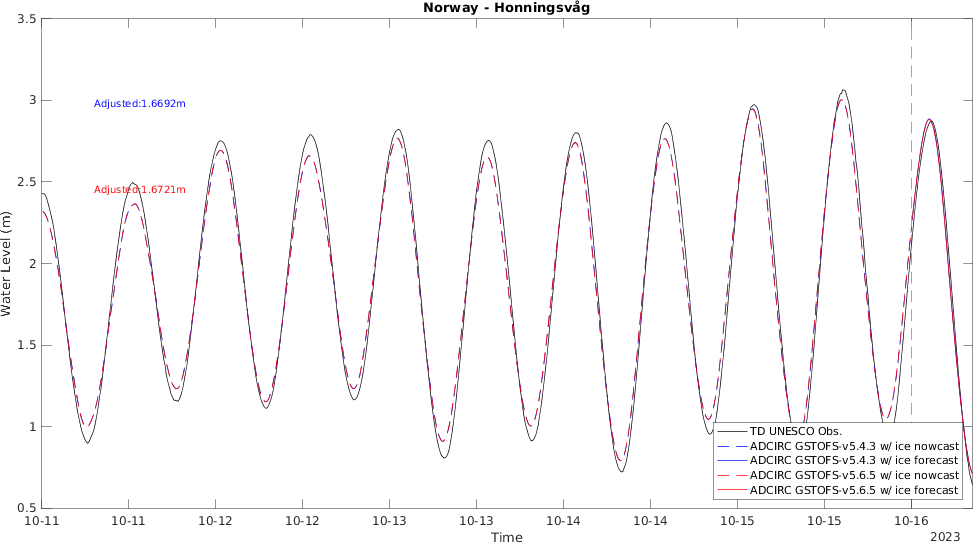 Norway - Honningsvåg
3.5
3
2.5
2
1.5
1
0.5
Water Level (m)
Adjusted:1.6692m
Adjusted:1.6721m
TD UNESCO Obs.
ADCIRC GSTOFS-v5.4.3 w/ ice nowcast
ADCIRC GSTOFS-v5.4.3 w/ ice forecast
ADCIRC GSTOFS-v5.6.5 w/ ice nowcast
ADCIRC GSTOFS-v5.6.5 w/ ice forecast
10-11 10-11 10-12 10-12 10-13 10-13 10-14 10-14 10-15 10-15 10-16
Time
2023